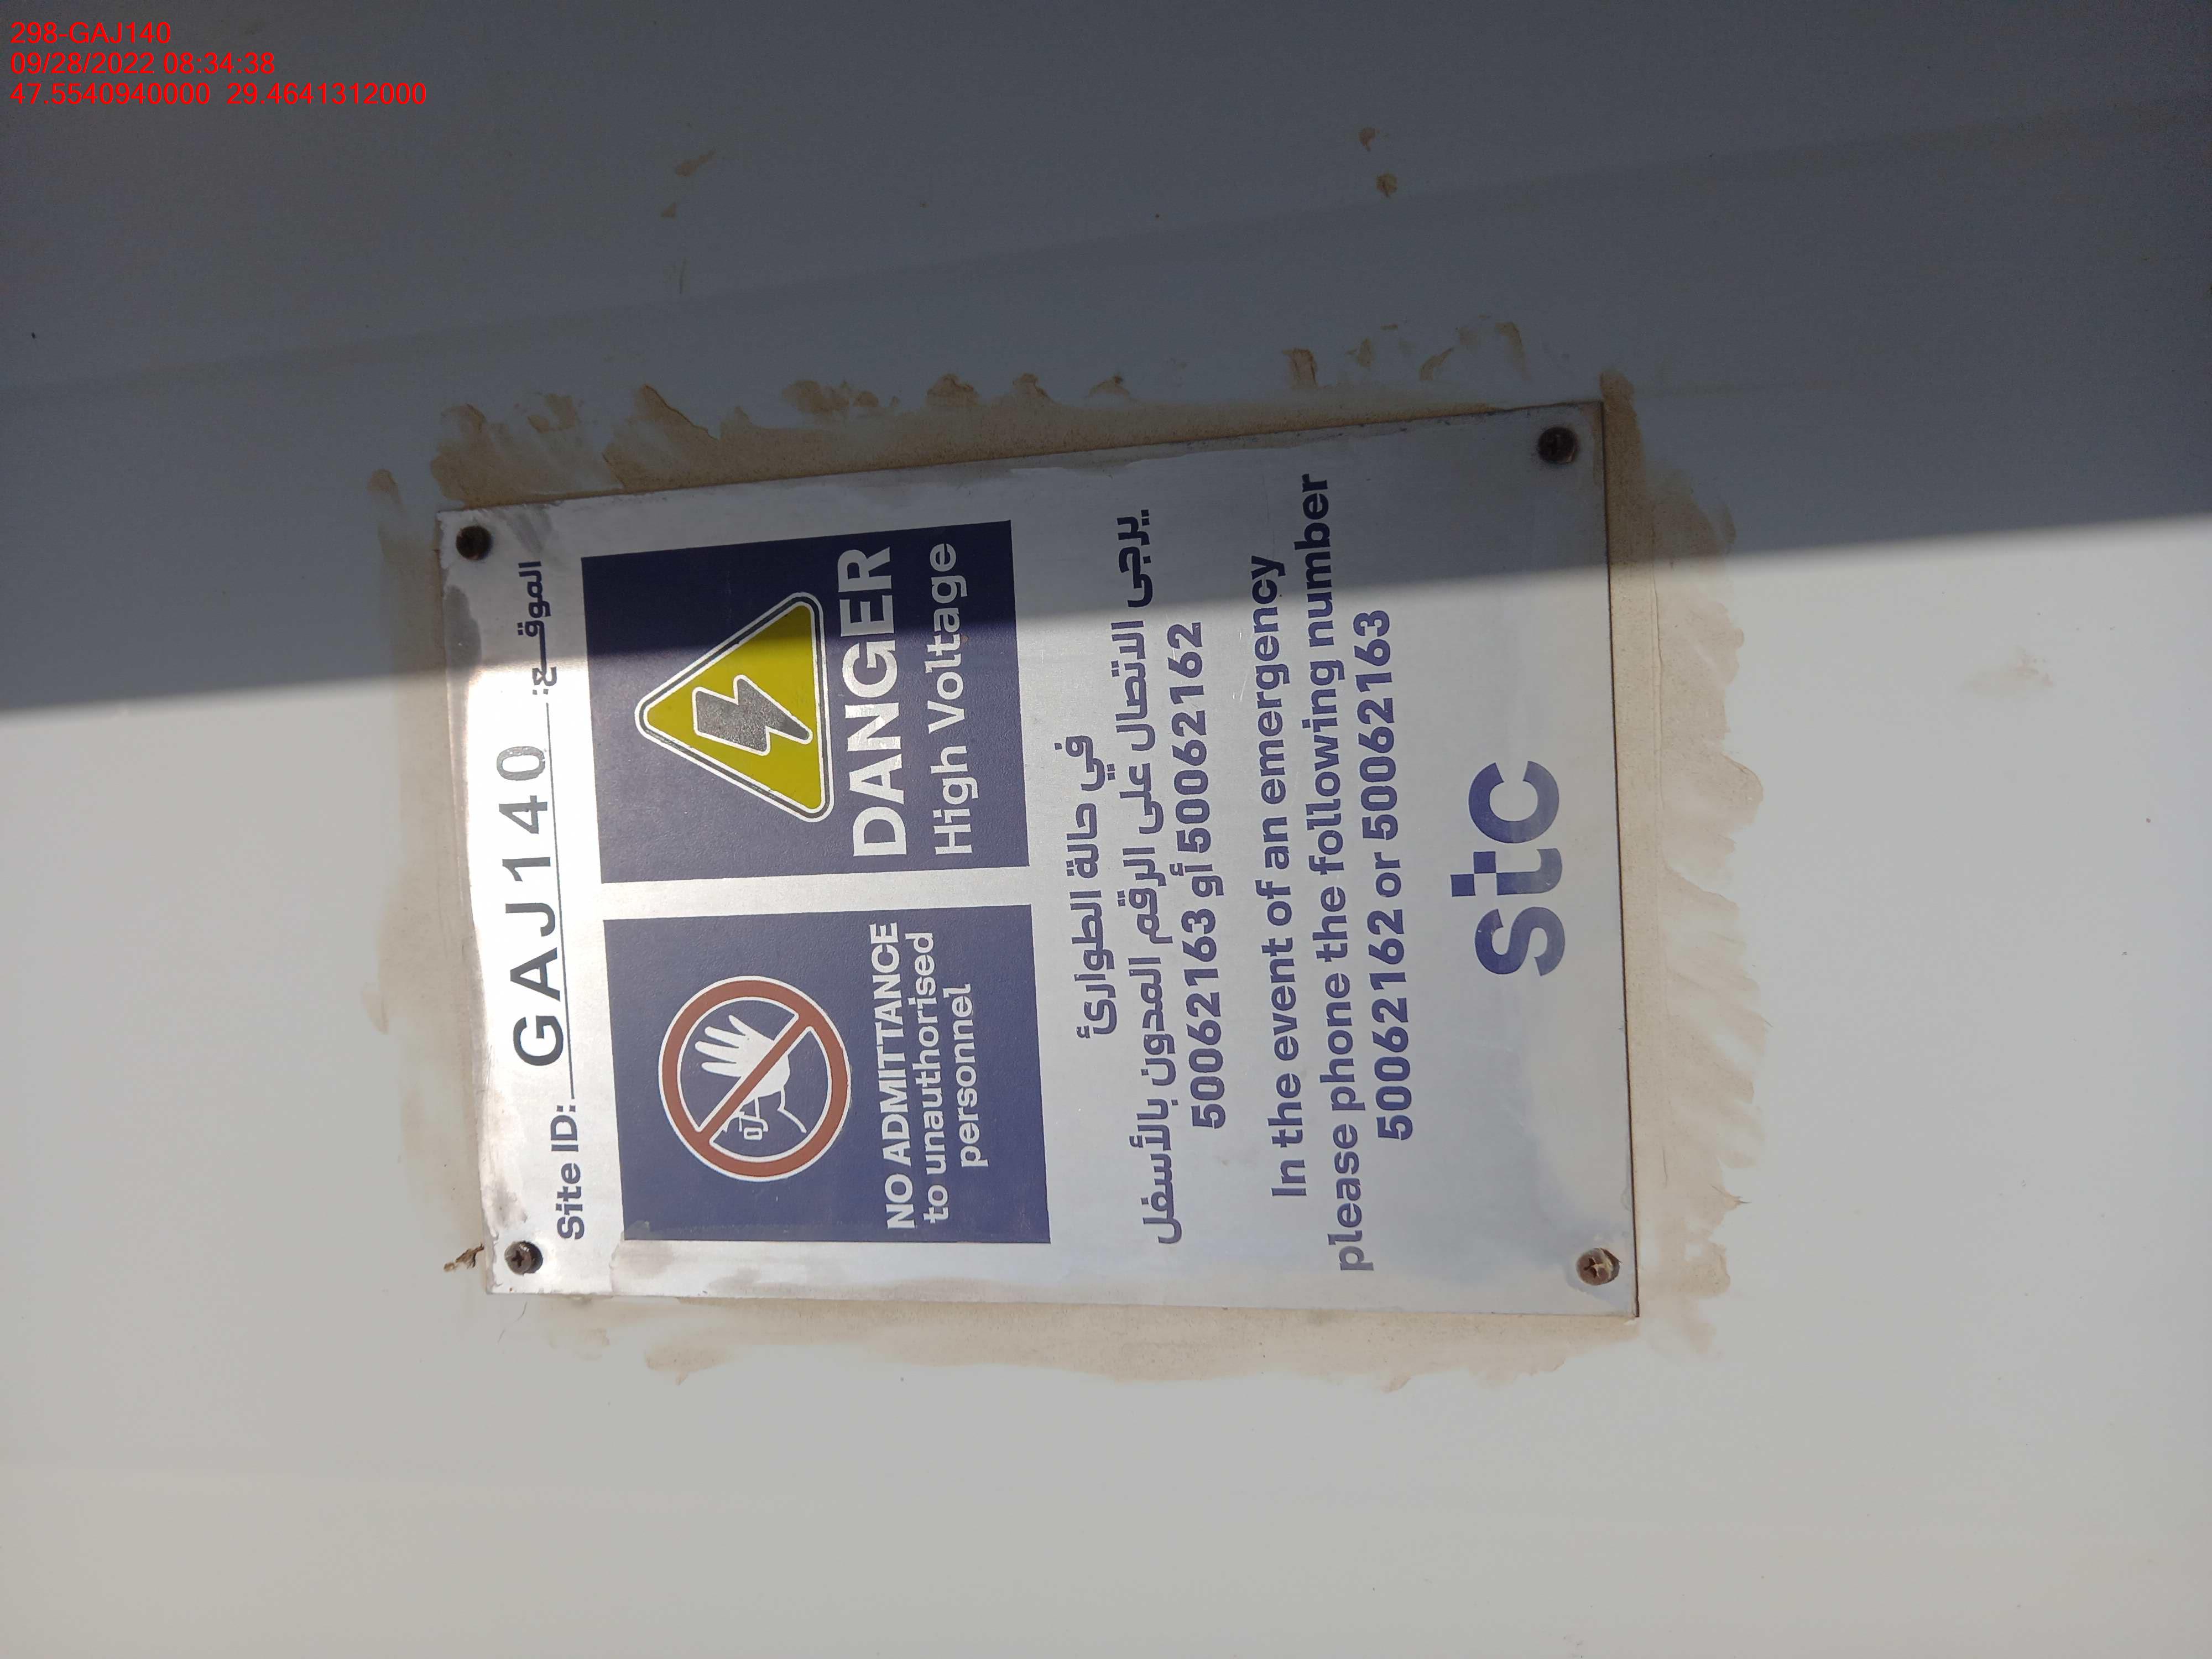 298-GAJ140
09/28/2022 08:34:38
47.5540940000 29.4641312000
Site ID: GAJ140 الموقـــع:
NO ADMITTANCE
to unauthorised
personnel
DANGER
High Voltage
في حالة الطوارئ
يرجى الاتصال على الرقم المدون بالأسفل
50062163 أو 50062162
In the event of an emergency
please phone the following number
50062162 or 50062163
stc